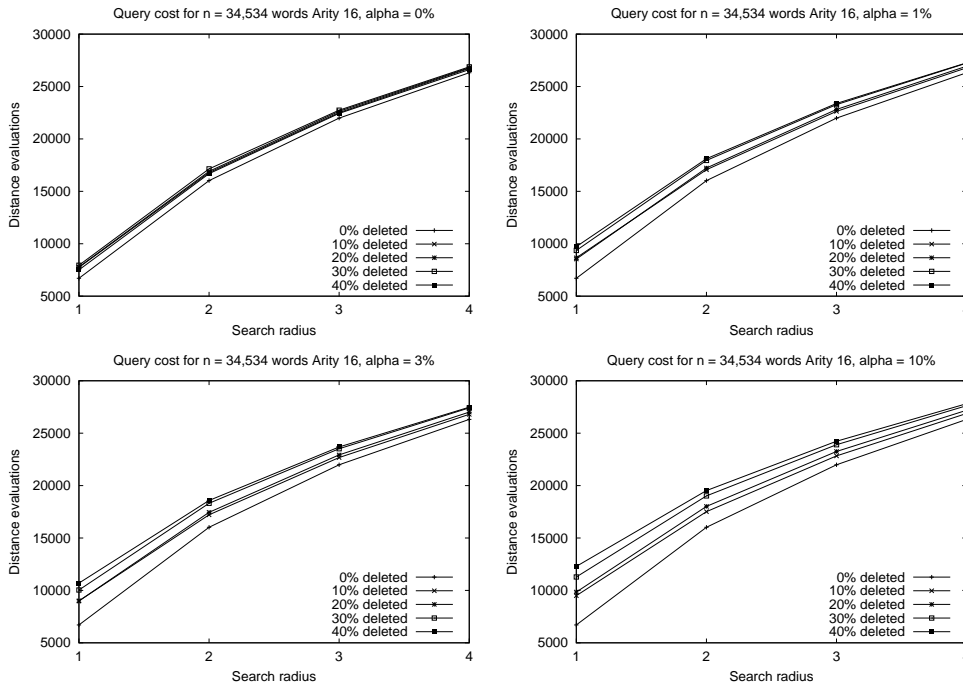 Query cost for n = 34,534 words Arity 16, alpha = 0%
30000
25000
20000
15000
10000
5000
Distance evaluations
0% deleted
10% deleted
20% deleted
30% deleted
40% deleted
1 2 3 4
Search radius
Query cost for n = 34,534 words Arity 16, alpha = 1%
30000
25000
20000
15000
10000
5000
Distance evaluations
0% deleted
10% deleted
20% deleted
30% deleted
40% deleted
1 2 3
Search radius
Query cost for n = 34,534 words Arity 16, alpha = 3%
30000
25000
20000
15000
10000
5000
Distance evaluations
0% deleted
10% deleted
20% deleted
30% deleted
40% deleted
1 2 3 4
Search radius
Query cost for n = 34,534 words Arity 16, alpha = 10%
30000
25000
20000
15000
10000
5000
Distance evaluations
0% deleted
10% deleted
20% deleted
30% deleted
40% deleted
1 2 3
Search radius